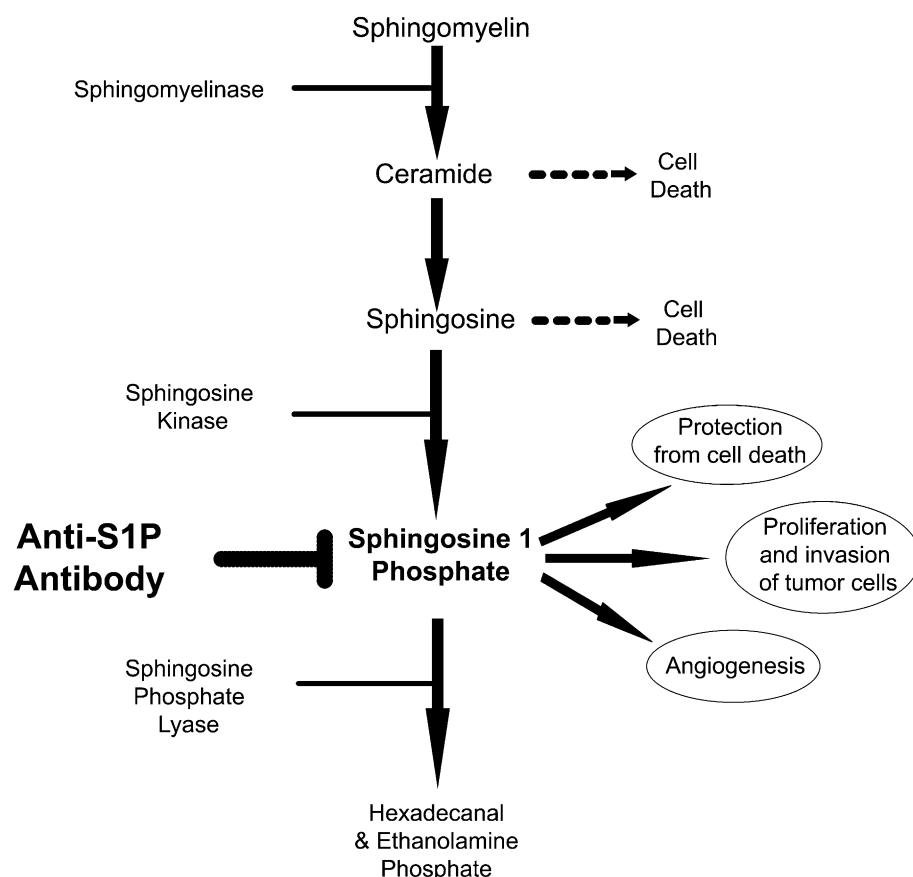 Sphingomyelin
Sphingomyelinase
Ceramide
Cell
Death
Sphingosine
Cell
Death
Sphingosine
Kinase
Protection
from cell death
Anti-S1P
Antibody
Sphingosine 1
Phosphate
Proliferation
and invasion
of tumor cells
Angiogenesis
Sphingosine
Phosphate
Lyase
Hexadecanal
& Ethanolamine
Phosphate